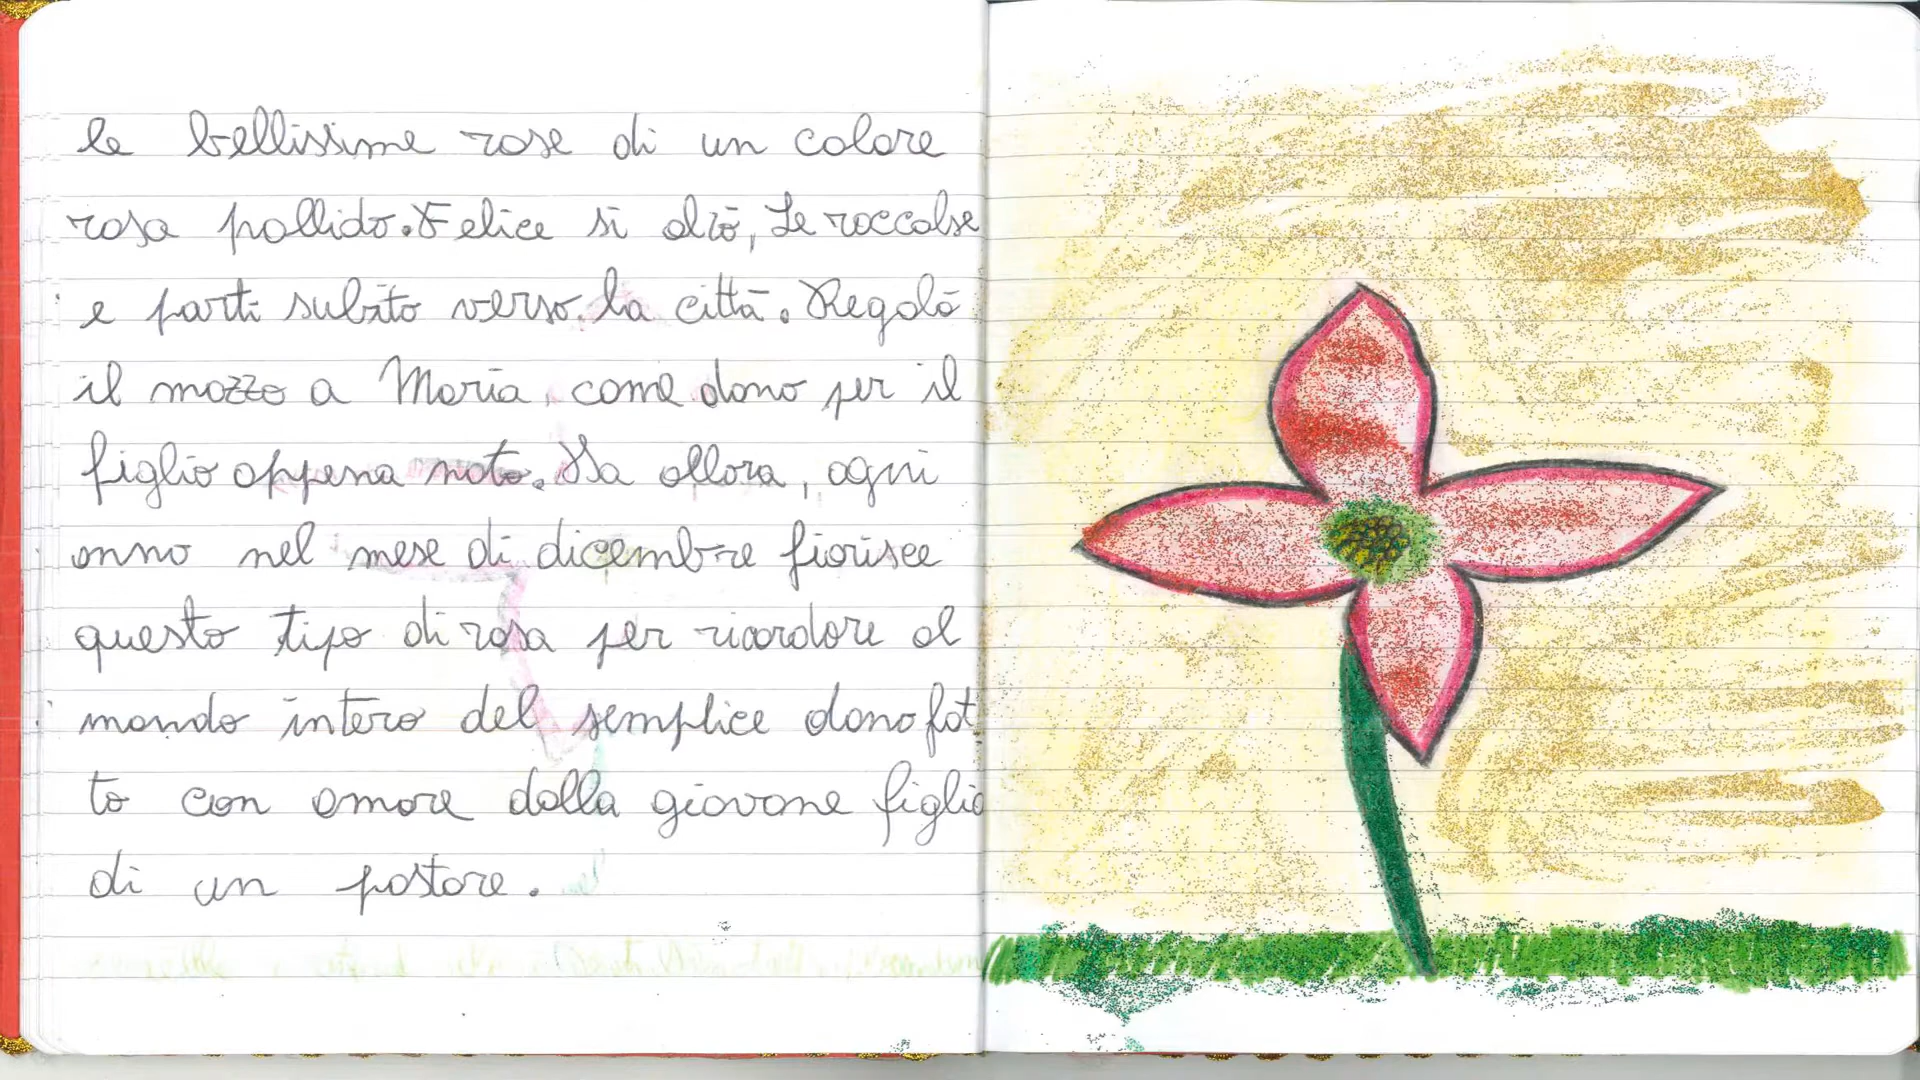 le bellissime rose di un colore
rosa pallido. Felice si alzò, Le raccolse
e partì subito verso la città. Regalò
il mazzo a Maria, come dono per il
figlio appena nato. Da allora, ogni
anno nel mese di dicembre fiorisce
questo tipo di rosa per ricordare al
mondo intero del semplice dono fat
to con amore dalla giovane figlia
di un pastore.